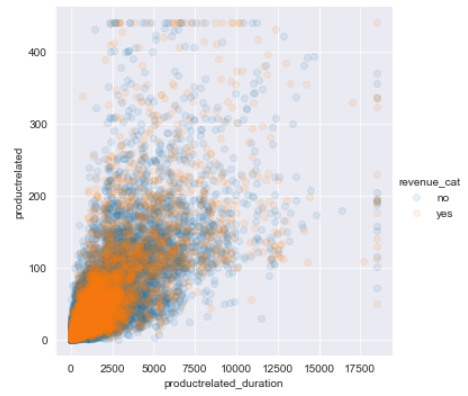 400
300
200
100
0
productrelated
0 2500 5000 7500 10000 12500 15000 17500
productrelated_duration
revenue_cat
no
yes